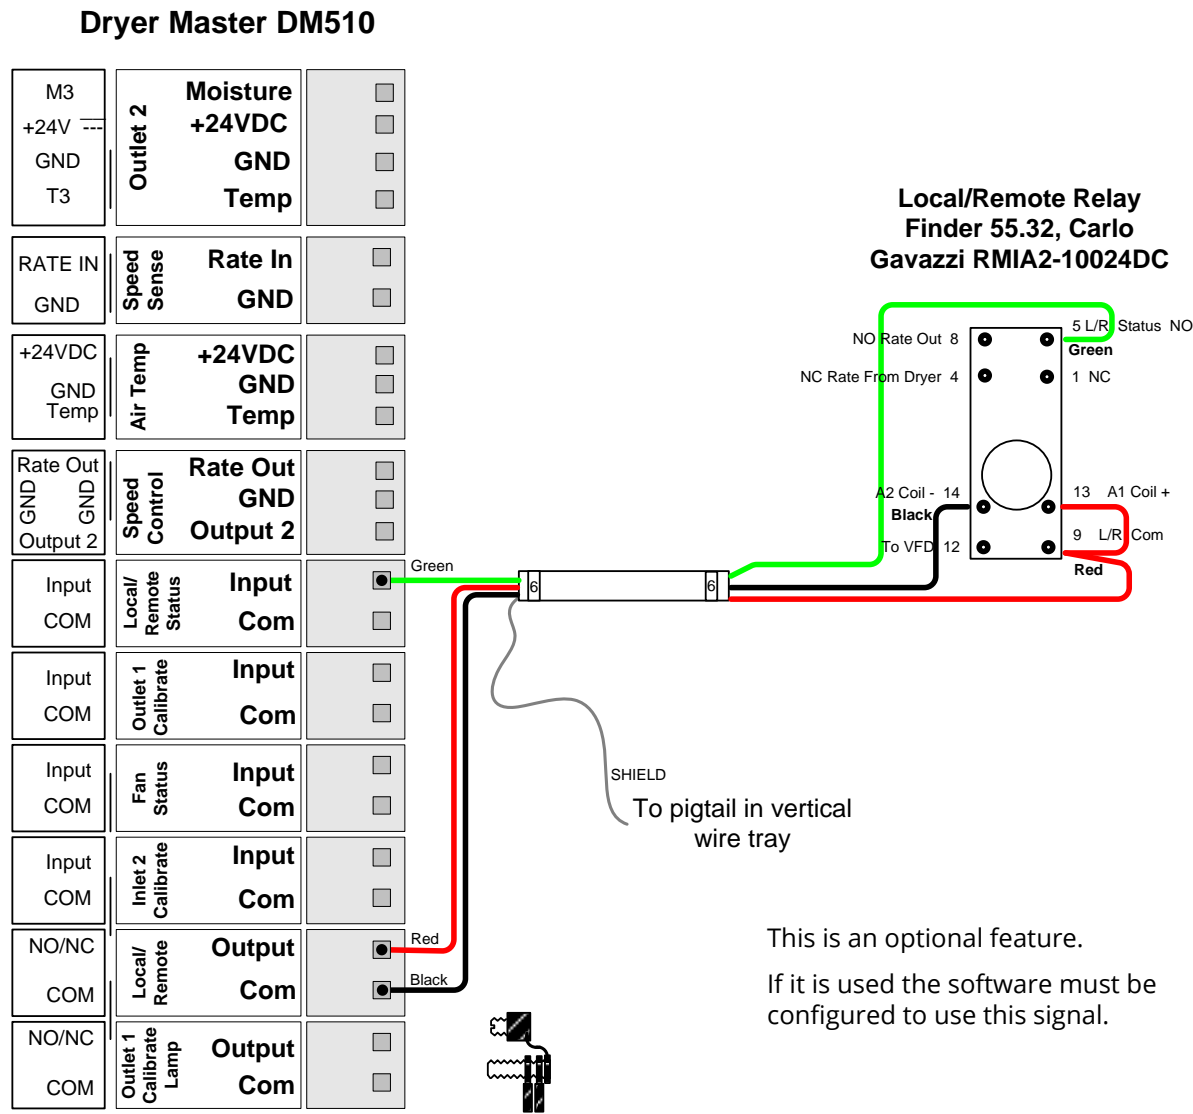 Dryer Master DM510
M3
+24V
GND
T3
Outlet 2
Moisture
+24VDC
GND
Temp
RATE IN
GND
Speed
Sense
Rate In
GND
+24VDC
GND
Temp
Air Temp
+24VDC
GND
Temp
Rate Out
GND
GND
Output 2
Speed
Control
Rate Out
GND
Output 2
Input
COM
Local/
Remote
Status
Input
Com
Input
COM
Outlet 1
Calibrate
Input
Com
Input
COM
Fan
Status
Input
Com
Input
COM
Inlet 2
Calibrate
Input
Com
NO/NC
COM
Local/
Remote
Output
Com
NO/NC
COM
Outlet 1
Calibrate
Lamp
Output
Com
Green
Red
Black
6
6
SHIELD
To pigtail in vertical
wire tray
Local/Remote Relay
Finder 55.32, Carlo
Gavazzi RMIA2-10024DC
NO Rate Out 8
5 L/R Status NO
Green
NC Rate From Dryer 4
1 NC
A2 Coil - 14
Black
13 A1 Coil +
To VFD 12
9 L/R Com
Red
This is an optional feature.
If it is used the software must be
configured to use this signal.